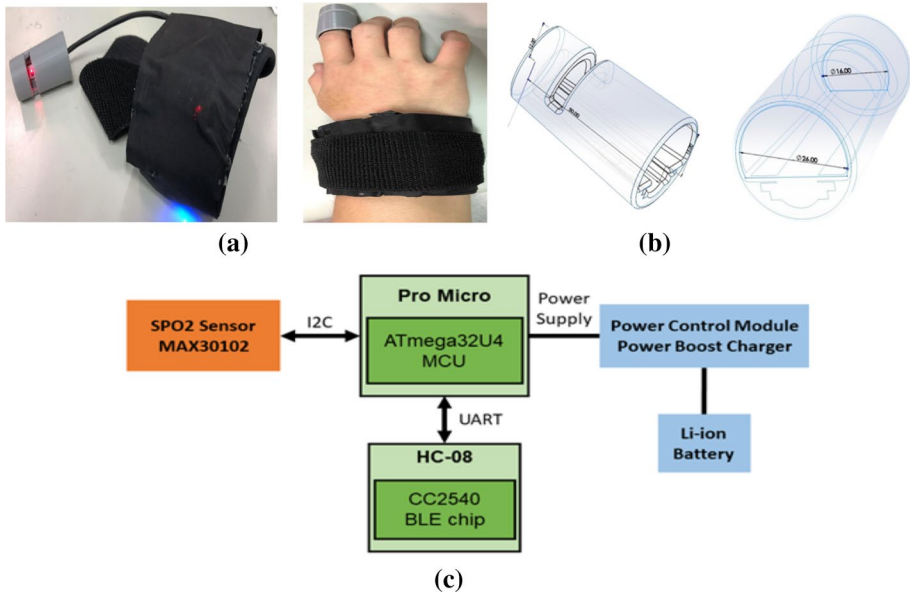 (a)
Ø16.00
Ø26.00
(b)
SPO2 Sensor
MAX30102
I2C
Pro Micro
ATmega32U4
MCU
Power
Supply
Power Control Module
Power Boost Charger
UART
Li-ion
Battery
HC-08
CC2540
BLE chip
(c)